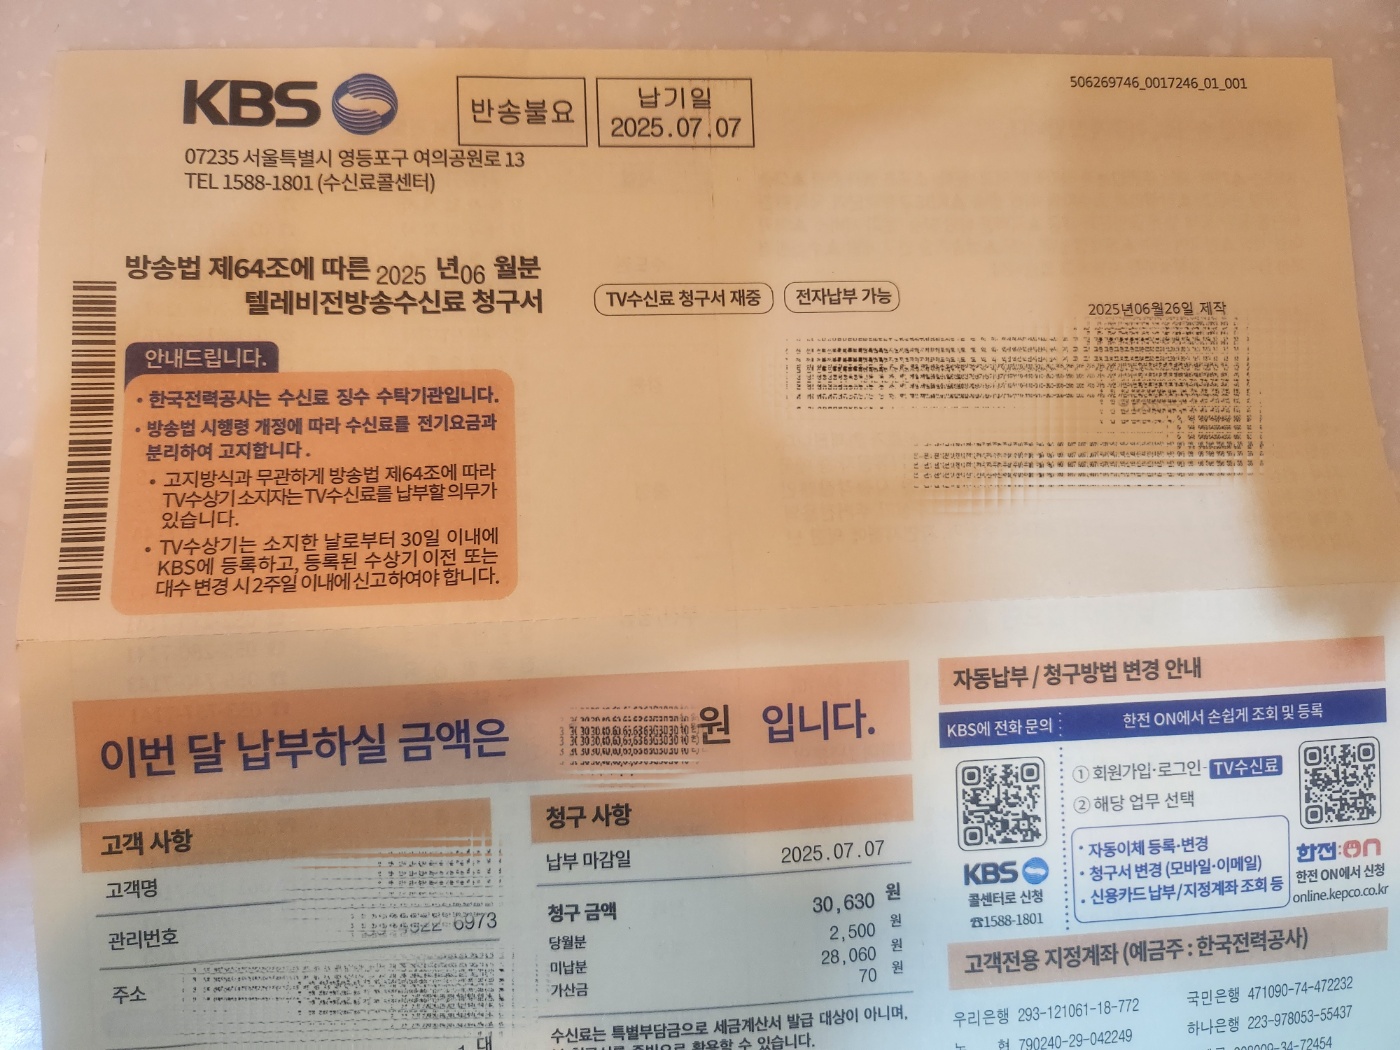 KBS
반송불요
납기일
2025.07.07
506269746_0017246_01_001
07235 서울특별시 영등포구 여의공원로 13
TEL 1588-1801 (수신료콜센터)
방송법 제64조에 따른 2025 년06 월분
텔레비전방송수신료 청구서
TV수신료 청구서 재중
전자납부 가능
2025년06월26일 제작
안내드립니다.
• 한국전력공사는 수신료 징수 수탁기관입니다.
• 방송법 시행령 개정에 따라 수신료를 전기요금과
분리하여 고지합니다.
• 고지방식과 무관하게 방송법 제64조에 따라
TV수상기 소지자는 TV수신료를 납부할 의무가
있습니다.
• TV수상기는 소지한 날로부터 30일 이내에
KBS에 등록하고, 등록된 수상기 이전 또는
대수 변경 시 2주일 이내에 신고하여야 합니다.
이번 달 납부하실 금액은 원 입니다.
고객 사항
고객명
관리번호 6973
주소
대
청구 사항
납부 마감일 2025.07.07
청구 금액 30,630 원
당월분 2,500 원
미납분 28,060 원
가산금 70 원
수신료는 특별부담금으로 세금계산서 발급 대상이 아니며,
증빙으로 활용할 수 있습니다.
자동납부 / 청구방법 변경 안내
KBS에 전화 문의
한전 ON에서 손쉽게 조회 및 등록
① 회원가입·로그인-TV수신료
② 해당 업무 선택
• 자동이체 등록·변경
• 청구서 변경 (모바일·이메일)
• 신용카드 납부/지정계좌 조회 등
KBS
콜센터로 신청
☎1588-1801
한전:ON
한전 ON에서 신청
online.kepco.co.kr
고객전용 지정계좌 (예금주 : 한국전력공사)
우리은행 293-121061-18-772
국민은행 471090-74-472232
농 협 790240-29-042249
하나은행 223-978053-55437